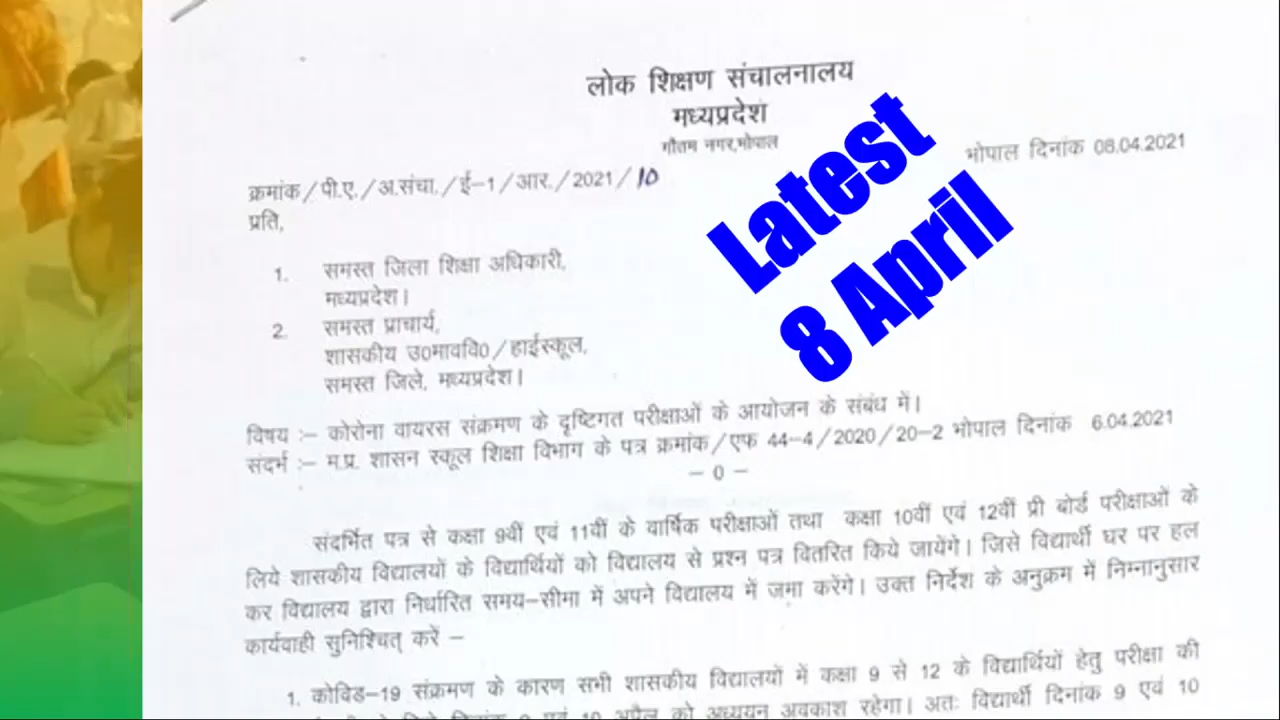 लोक शिक्षण संचालनालय
मध्यप्रदेश
गौतम नगर,भोपाल
भोपाल दिनांक 08.04.2021
क्रमांक/पी.ए./अ.संचा./ई-1/आर./2021/10
प्रति,
1. समस्त जिला शिक्षा अधिकारी,
मध्यप्रदेश।
2. समस्त प्राचार्य,
शासकीय उ0माववि0/हाईस्कूल,
समस्त जिले, मध्यप्रदेश।
Latest
8 April
विषय :- कोरोना वायरस संक्रमण के दृष्टिगत परीक्षाओं के आयोजन के संबंध में।
संदर्भ :- म.प्र. शासन स्कूल शिक्षा विभाग के पत्र क्रमांक/एफ 44-4/2020/20-2 भोपाल दिनांक 6.04.2021
- 0 -
संदर्भित पत्र से कक्षा 9वीं एवं 11वीं के वार्षिक परीक्षाओं तथा कक्षा 10वीं एवं 12वीं प्री बोर्ड परीक्षाओं के
लिये शासकीय विद्यालयों के विद्यार्थियों को विद्यालय से प्रश्न पत्र वितरित किये जायेंगे। जिसे विद्यार्थी घर पर हल
कर विद्यालय द्वारा निर्धारित समय-सीमा में अपने विद्यालय में जमा करेंगे। उक्त निर्देश के अनुक्रम में निम्नानुसार
कार्यवाही सुनिश्चित् करें -
1. कोविड-19 संक्रमण के कारण सभी शासकीय विद्यालयों में कक्षा 9 से 12 के विद्यार्थियों हेतु परीक्षा की
दिनांक 9 एवं 10 अप्रैल को अध्ययन अवकाश रहेगा। अतः विद्यार्थी दिनांक 9 एवं 10